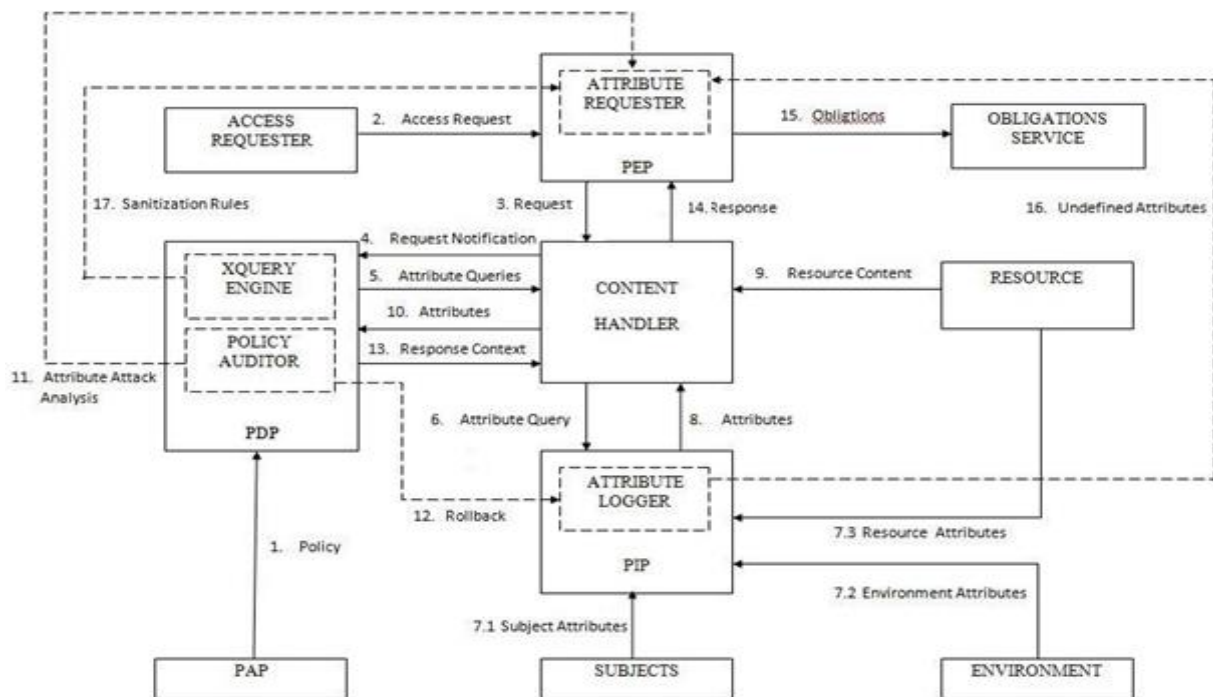 ATTRIBUTE
REQUESTER
PEP
ACCESS
REQUESTER
2. Access Request
15. Obligtions
OBLIGATIONS
SERVICE
17. Sanitization Rules
3. Request
14.Response
16. Undefined Attributes
4. Request Notification
XQUERY
ENGINE
5. Attribute Queries
CONTENT
HANDLER
9. Resource Content
RESOURCE
10. Attributes
POLICY
AUDITOR
13. Response Context
11. Attribute Attack
Analysis
PDP
6. Attribute Query
8. Attributes
ATTRIBUTE
LOGGER
12. Rollback
PIP
7.3 Resource Attributes
1. Policy
7.2 Environment Attributes
7.1 Subject Attributes
PAP
SUBJECTS
ENVIRONMENT